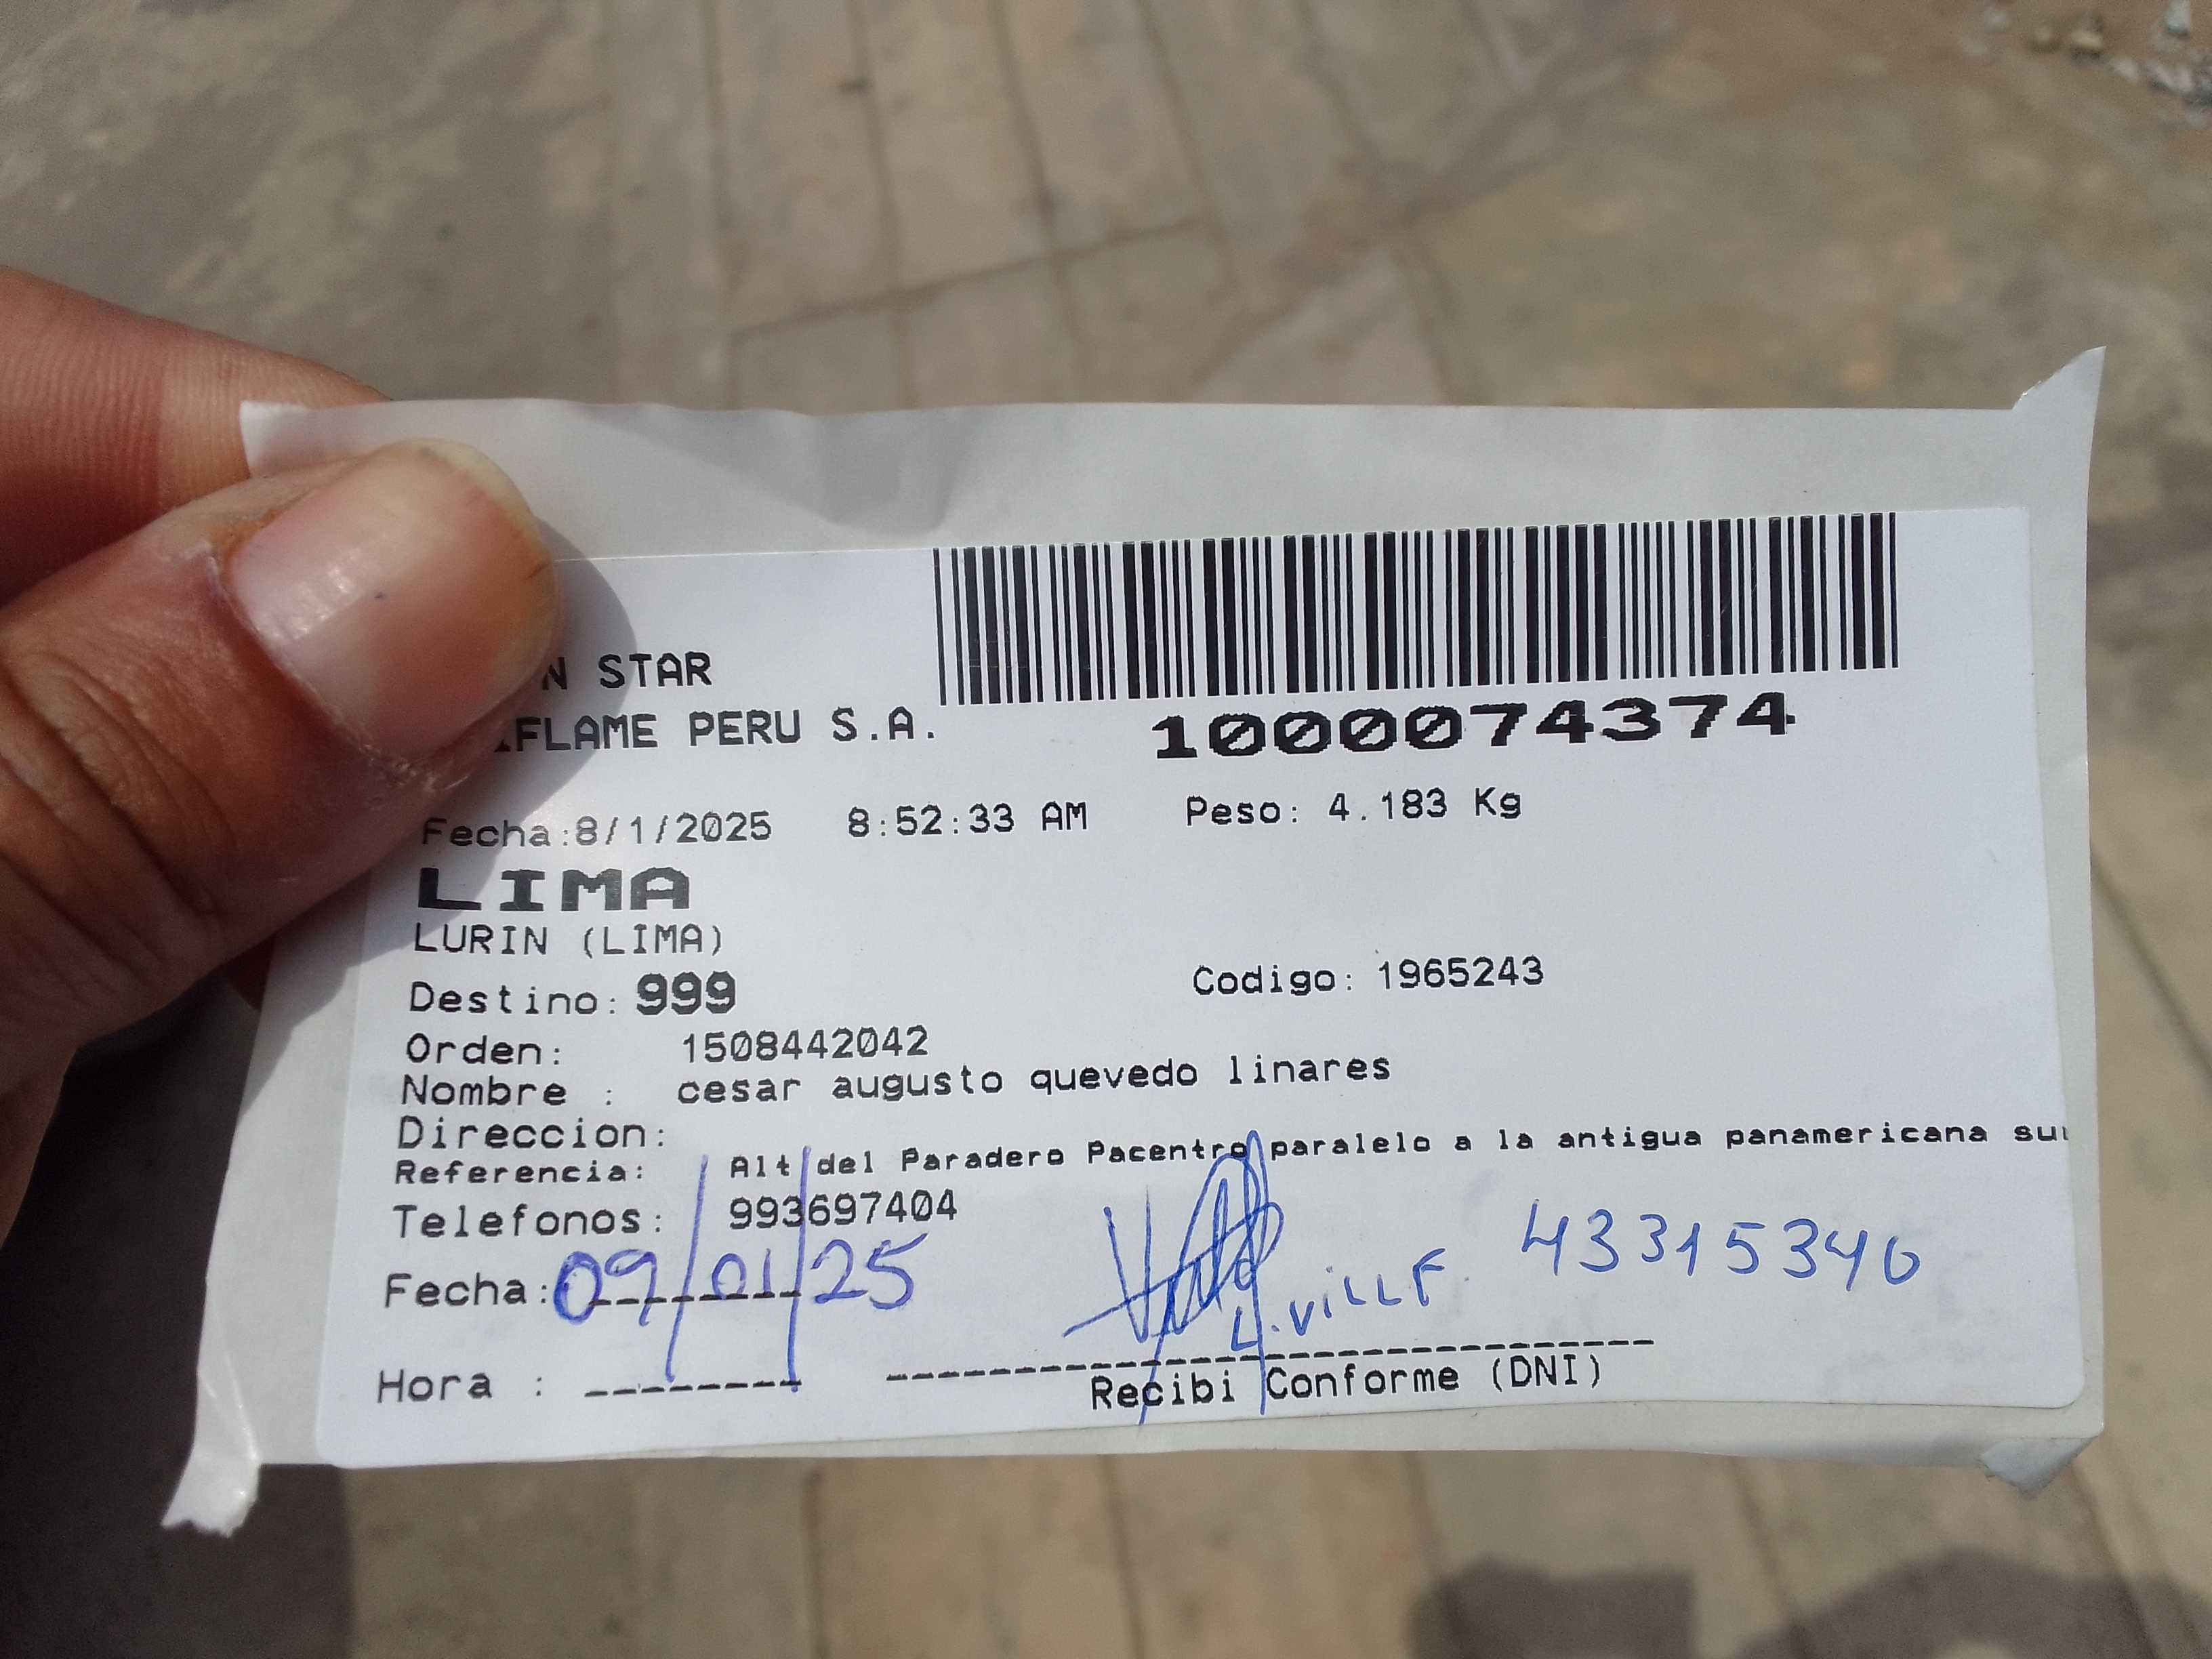 N STAR
IFLAME PERU S.A.
1000074374
Fecha:8/1/2025 8:52:33 AM Peso: 4.183 Kg
LIMA
LURIN (LIMA)
Destino: 999 Codigo: 1965243
Orden: 1508442042
Nombre : cesar augusto quevedo linares
Direccion:
Referencia: Alt del Paradero Pacentro paralelo a la antigua panamericana su
Telefonos: 993697404
Fecha: 09/01/25
L. ViLLF 43315340
Hora :
Recibi Conforme (DNI)